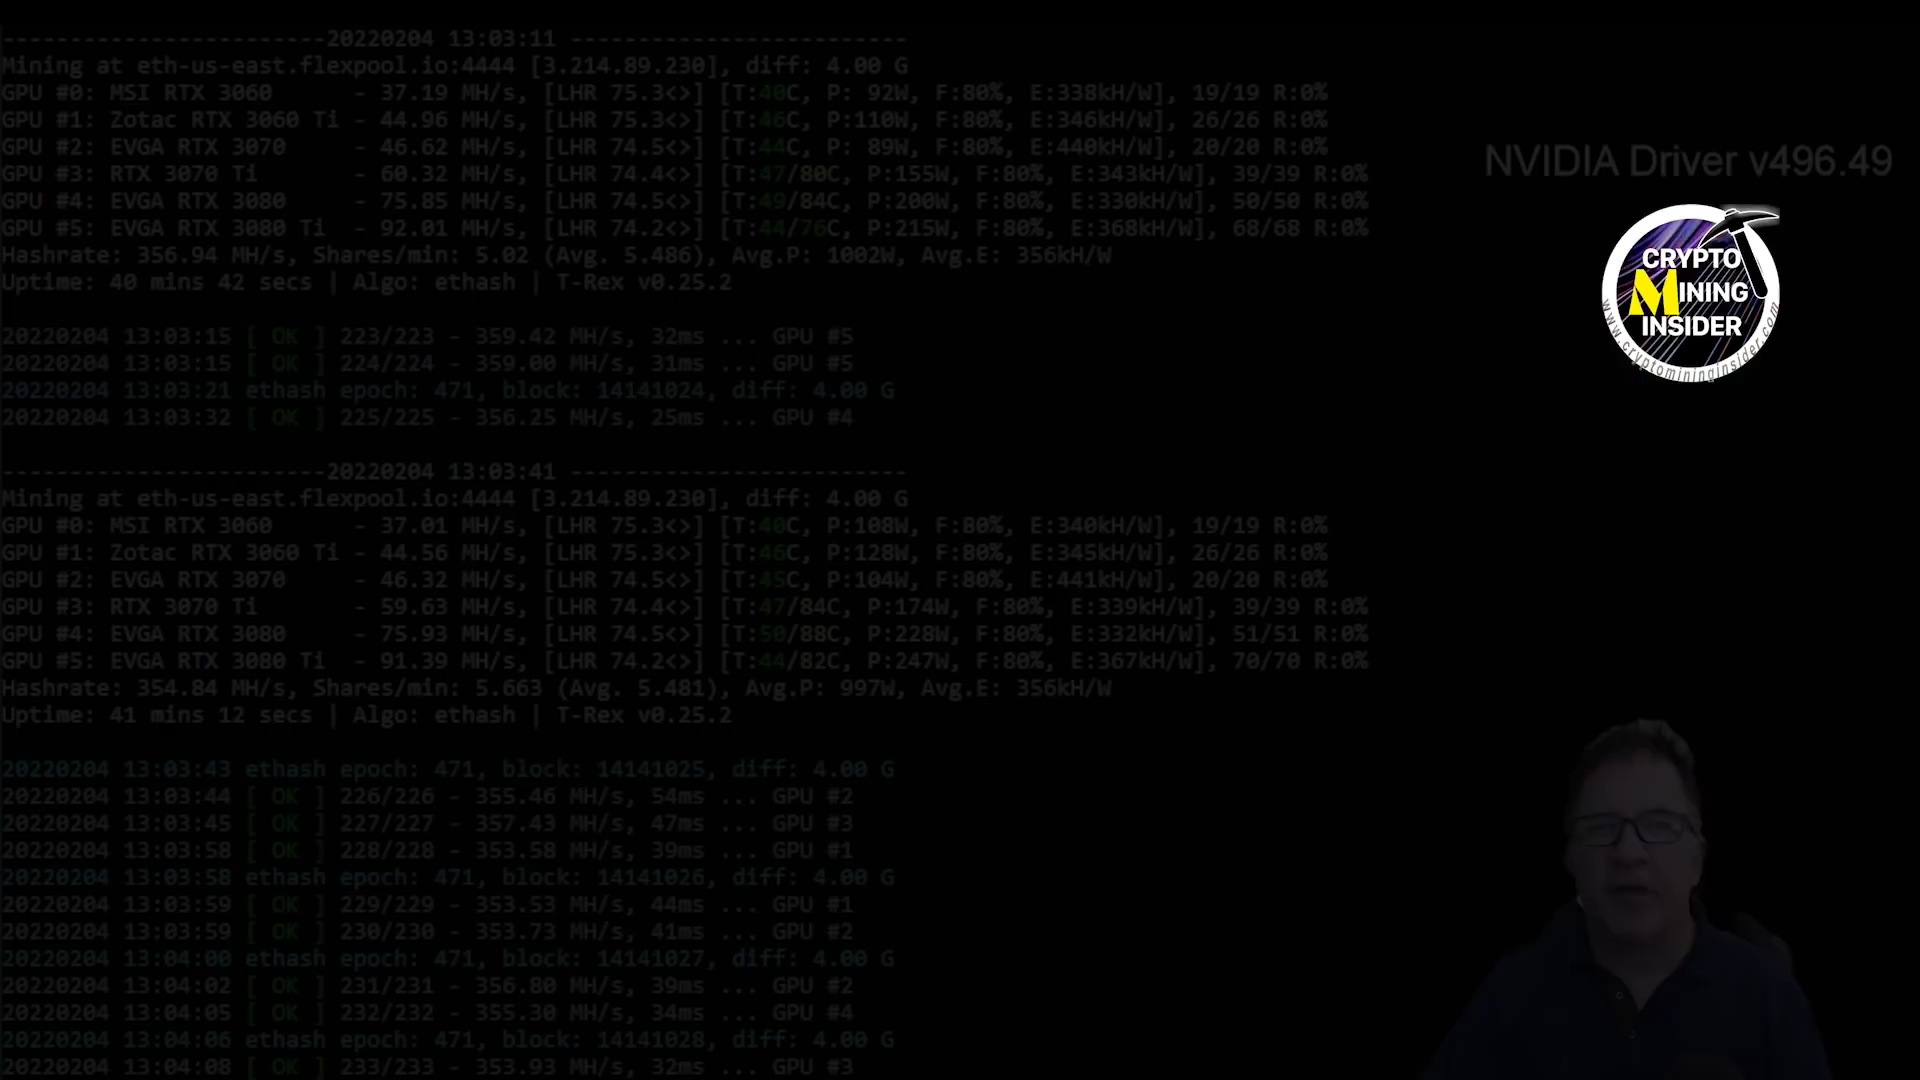 ------------------------20220204 13:03:11 -------------------------
Mining at eth-us-east.flexpool.io:4444 [3.214.89.230], diff: 4.00 G
GPU #0: MSI RTX 3060 - 37.19 MH/s, [LHR 75.3<>] [T:40C, P: 92W, F:80%, E:338kH/W], 19/19 R:0%
GPU #1: Zotac RTX 3060 Ti - 44.96 MH/s, [LHR 75.3<>] [T:46C, P:110W, F:80%, E:346kH/W], 26/26 R:0%
GPU #2: EVGA RTX 3070 - 46.62 MH/s, [LHR 74.5<>] [T:44C, P: 89W, F:80%, E:440kH/W], 20/20 R:0%
GPU #3: RTX 3070 Ti - 60.32 MH/s, [LHR 74.4<>] [T:47/80C, P:155W, F:80%, E:343kH/W], 39/39 R:0%
GPU #4: EVGA RTX 3080 - 75.85 MH/s, [LHR 74.5<>] [T:49/84C, P:200W, F:80%, E:330kH/W], 50/50 R:0%
GPU #5: EVGA RTX 3080 Ti - 92.01 MH/s, [LHR 74.2<>] [T:44/76C, P:215W, F:80%, E:368kH/W], 68/68 R:0%
Hashrate: 356.94 MH/s, Shares/min: 5.02 (Avg. 5.486), Avg.P: 1002W, Avg.E: 356kH/W
Uptime: 40 mins 42 secs | Algo: ethash | T-Rex v0.25.2
20220204 13:03:15 [ OK ] 223/223 - 359.42 MH/s, 32ms ... GPU #5
20220204 13:03:15 [ OK ] 224/224 - 359.00 MH/s, 31ms ... GPU #5
20220204 13:03:21 ethash epoch: 471, block: 14141024, diff: 4.00 G
20220204 13:03:32 [ OK ] 225/225 - 356.25 MH/s, 25ms ... GPU #4
------------------------20220204 13:03:41 -------------------------
Mining at eth-us-east.flexpool.io:4444 [3.214.89.230], diff: 4.00 G
GPU #0: MSI RTX 3060 - 37.01 MH/s, [LHR 75.3<>] [T:40C, P:108W, F:80%, E:340kH/W], 19/19 R:0%
GPU #1: Zotac RTX 3060 Ti - 44.56 MH/s, [LHR 75.3<>] [T:46C, P:128W, F:80%, E:345kH/W], 26/26 R:0%
GPU #2: EVGA RTX 3070 - 46.32 MH/s, [LHR 74.5<>] [T:45C, P:104W, F:80%, E:441kH/W], 20/20 R:0%
GPU #3: RTX 3070 Ti - 59.63 MH/s, [LHR 74.4<>] [T:47/84C, P:174W, F:80%, E:339kH/W], 39/39 R:0%
GPU #4: EVGA RTX 3080 - 75.93 MH/s, [LHR 74.5<>] [T:50/88C, P:228W, F:80%, E:332kH/W], 51/51 R:0%
GPU #5: EVGA RTX 3080 Ti - 91.39 MH/s, [LHR 74.2<>] [T:44/82C, P:247W, F:80%, E:367kH/W], 70/70 R:0%
Hashrate: 354.84 MH/s, Shares/min: 5.663 (Avg. 5.481), Avg.P: 997W, Avg.E: 356kH/W
Uptime: 41 mins 12 secs | Algo: ethash | T-Rex v0.25.2
20220204 13:03:43 ethash epoch: 471, block: 14141025, diff: 4.00 G
20220204 13:03:44 [ OK ] 226/226 - 355.46 MH/s, 54ms ... GPU #2
20220204 13:03:45 [ OK ] 227/227 - 357.43 MH/s, 47ms ... GPU #3
20220204 13:03:58 [ OK ] 228/228 - 353.58 MH/s, 39ms ... GPU #1
20220204 13:03:58 ethash epoch: 471, block: 14141026, diff: 4.00 G
20220204 13:03:59 [ OK ] 229/229 - 353.53 MH/s, 44ms ... GPU #1
20220204 13:03:59 [ OK ] 230/230 - 353.73 MH/s, 41ms ... GPU #2
20220204 13:04:00 ethash epoch: 471, block: 14141027, diff: 4.00 G
20220204 13:04:02 [ OK ] 231/231 - 356.80 MH/s, 39ms ... GPU #2
20220204 13:04:05 [ OK ] 232/232 - 355.30 MH/s, 34ms ... GPU #4
20220204 13:04:06 ethash epoch: 471, block: 14141028, diff: 4.00 G
20220204 13:04:08 [ OK ] 233/233 - 353.93 MH/s, 32ms ... GPU #3
NVIDIA Driver v496.49
CRYPTO
MINING
INSIDER
www.cryptomininginsider.com